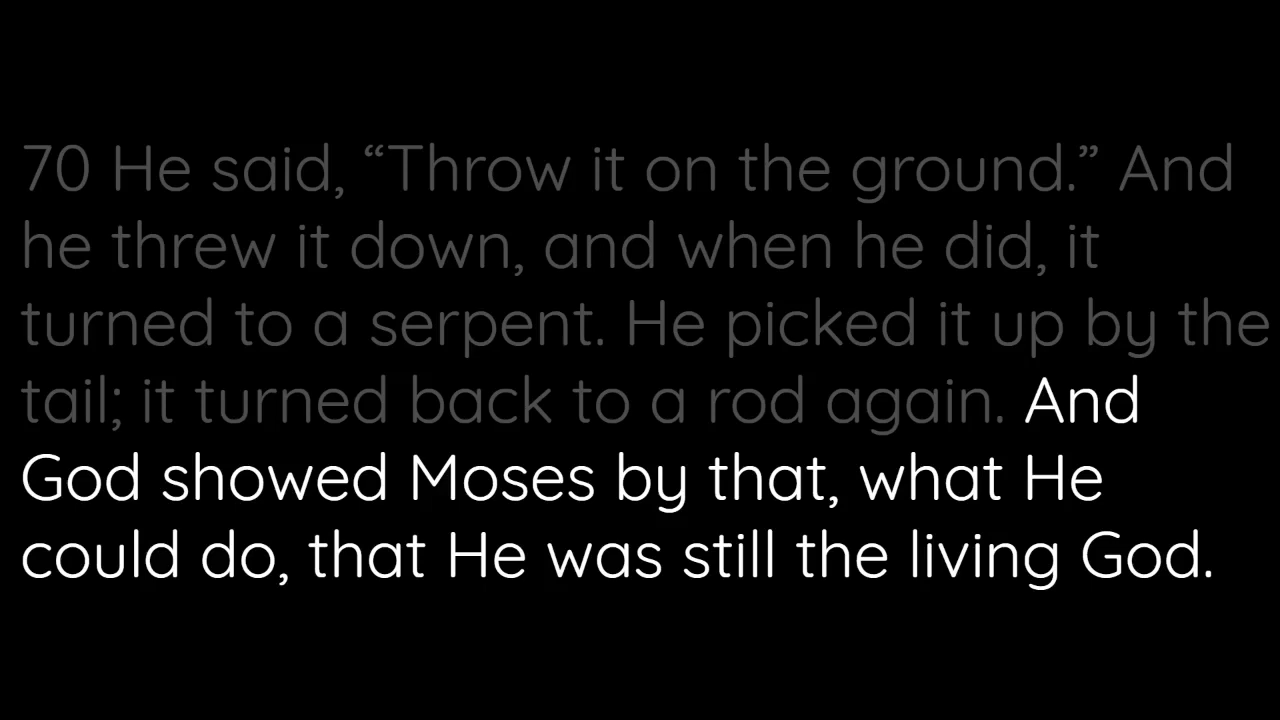 70 He said, “Throw it on the ground.” And
he threw it down, and when he did, it
turned to a serpent. He picked it up by the
tail; it turned back to a rod again. And
God showed Moses by that, what He
could do, that He was still the living God.